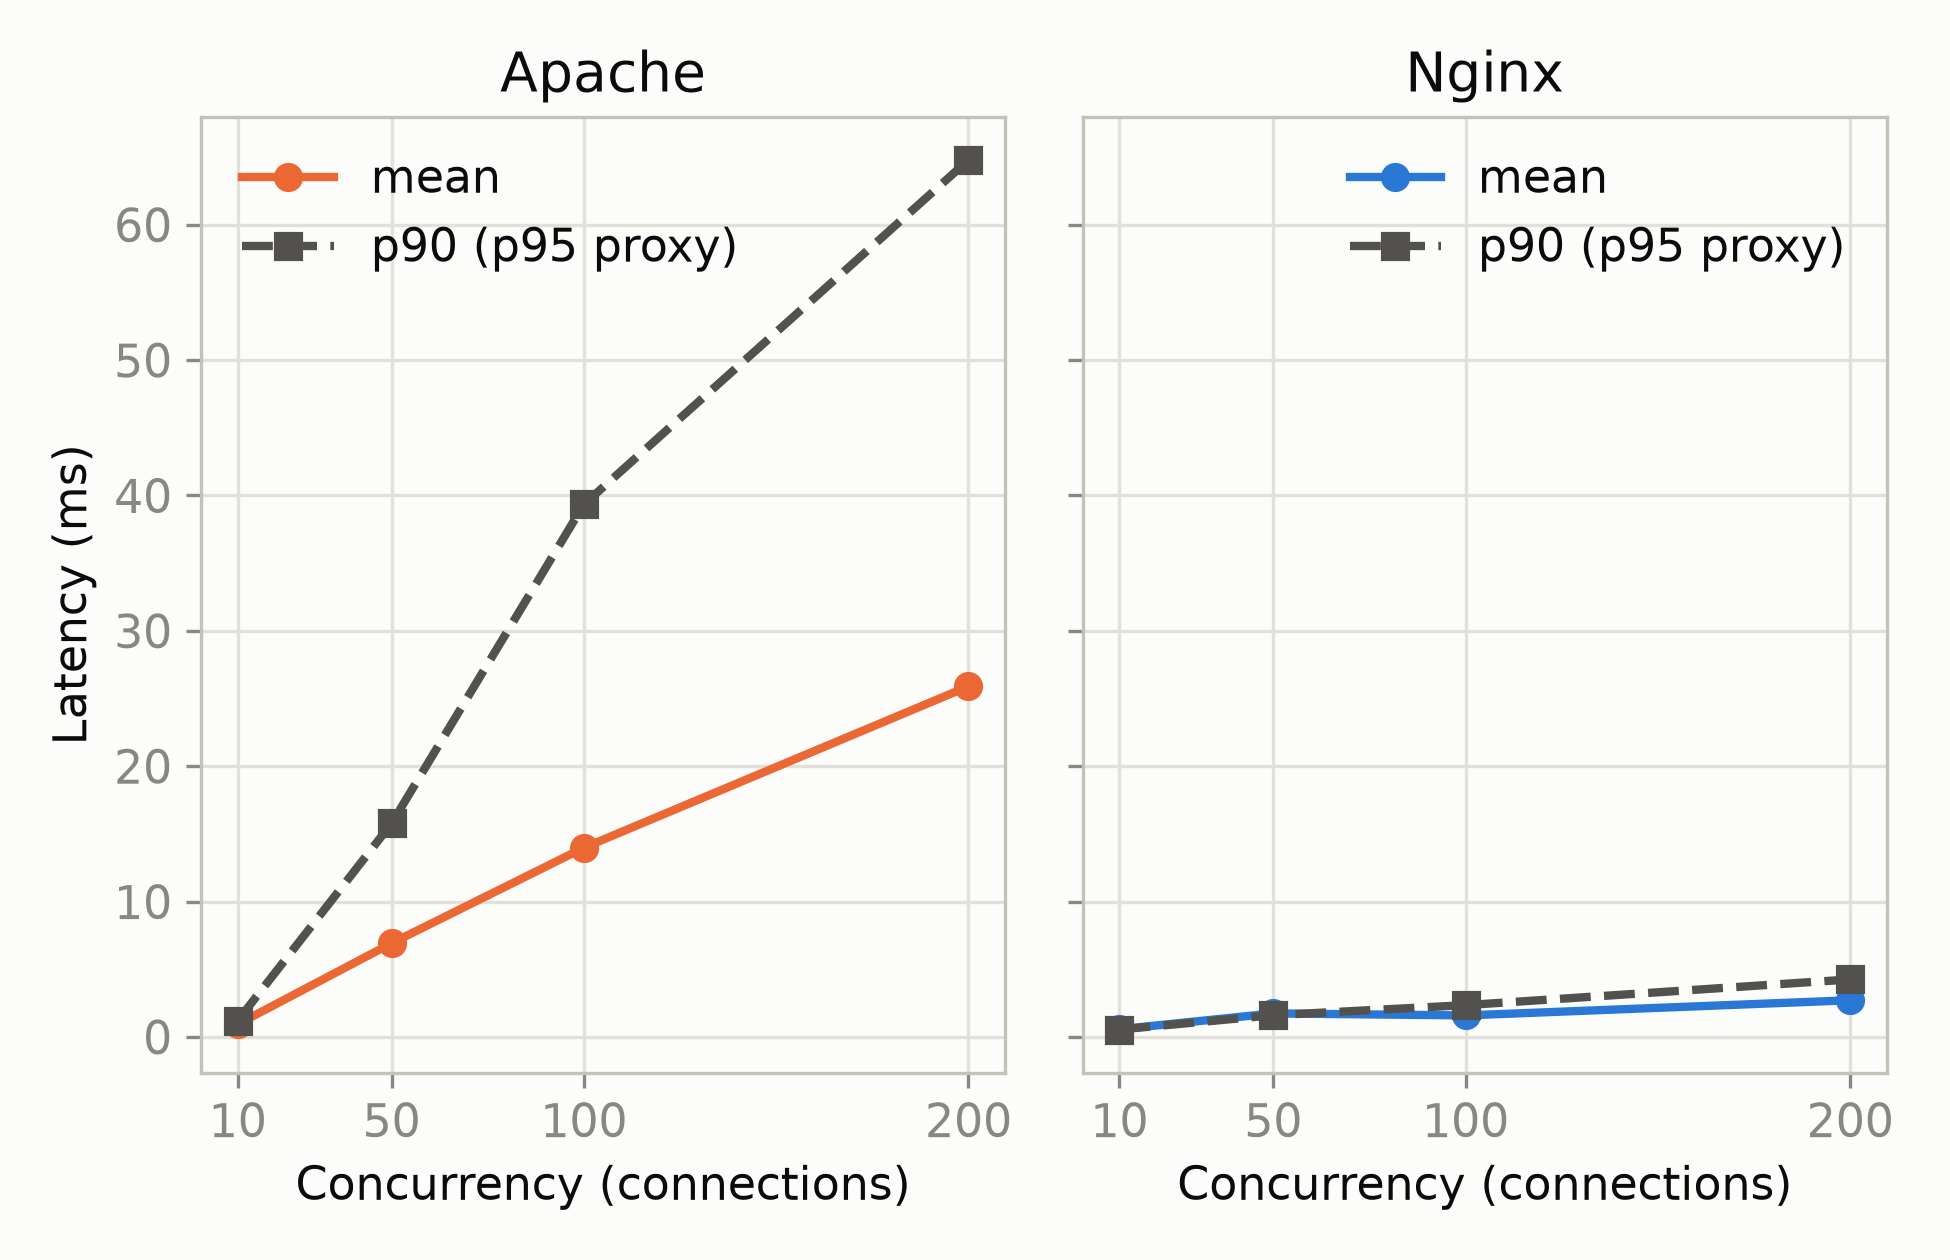 Apache
mean
p90 (p95 proxy)
Latency (ms)
60
50
40
30
20
10
0
10 50 100 200
Concurrency (connections)
Nginx
mean
p90 (p95 proxy)
10 50 100 200
Concurrency (connections)